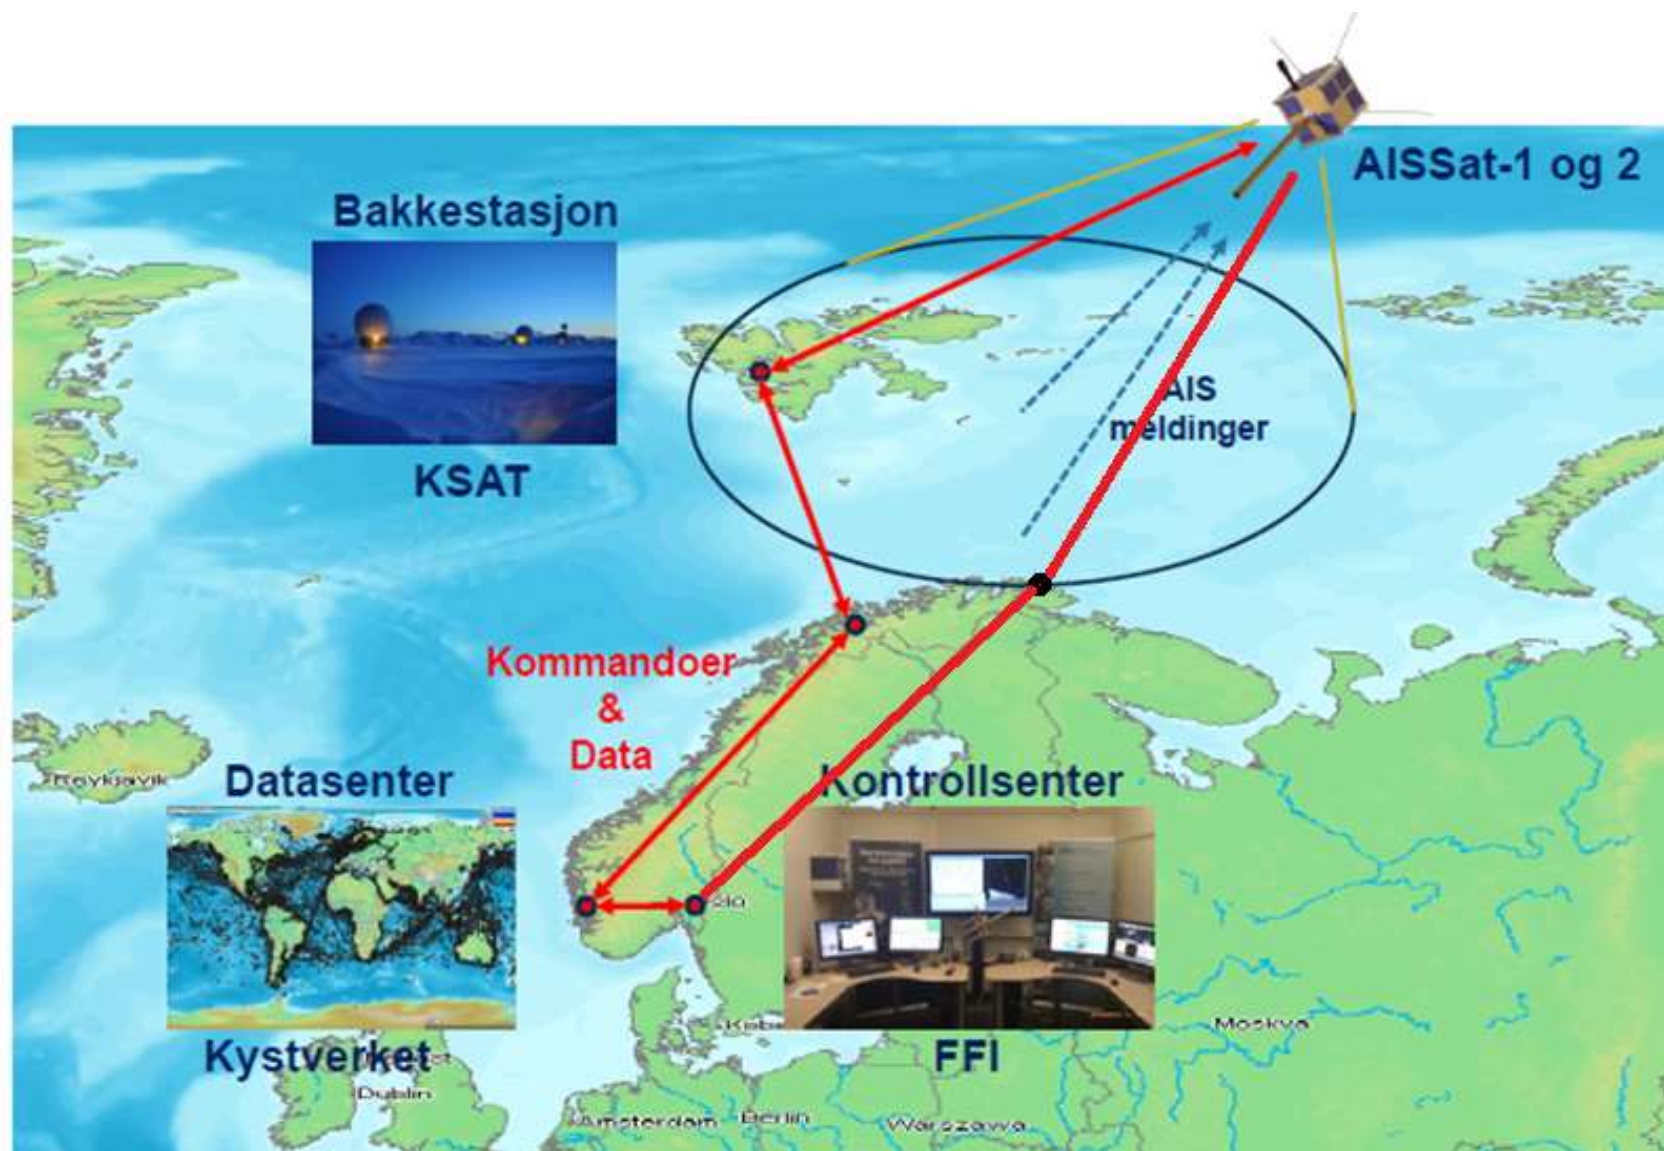 AISSat-1 og 2
Bakkestasjon
KSAT
AIS
meldinger
Kommandoer
&
Data
Datasenter
Kontrollsenter
Reykjavik
Kystverket
FFI
Moskva
Dublin
Amsterdam
Berlin
Warszawa